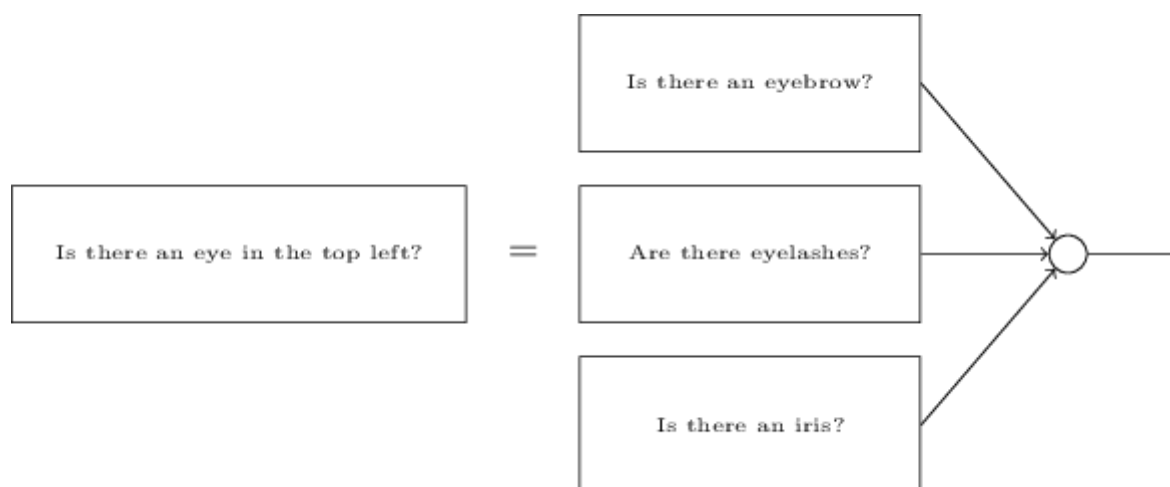 Is there an eyebrow?
Is there an eye in the top left?
=
Are there eyelashes?
Is there an iris?